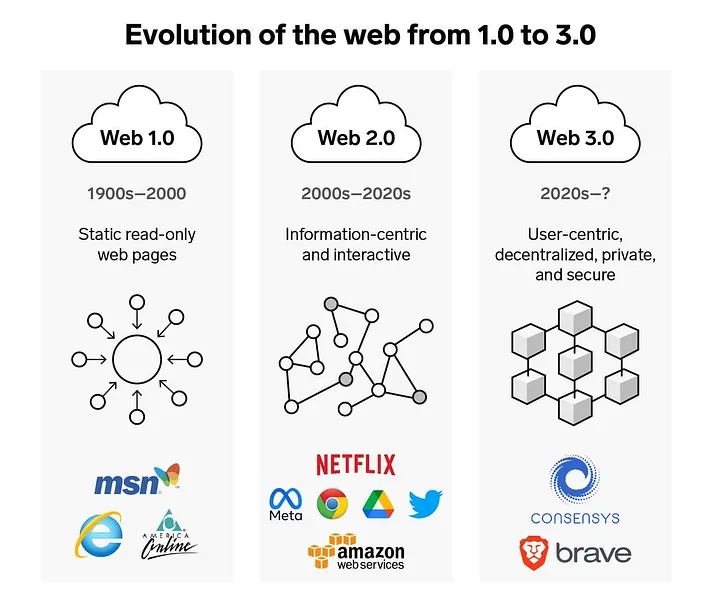 Evolution of the web from 1.0 to 3.0
Web 1.0
1900s–2000
Static read-only
web pages
msn
AMERICA
Online
Web 2.0
2000s–2020s
Information-centric
and interactive
NETFLIX
Meta
amazon
webservices
Web 3.0
2020s–?
User-centric,
decentralized, private,
and secure
CONSENSYS
brave